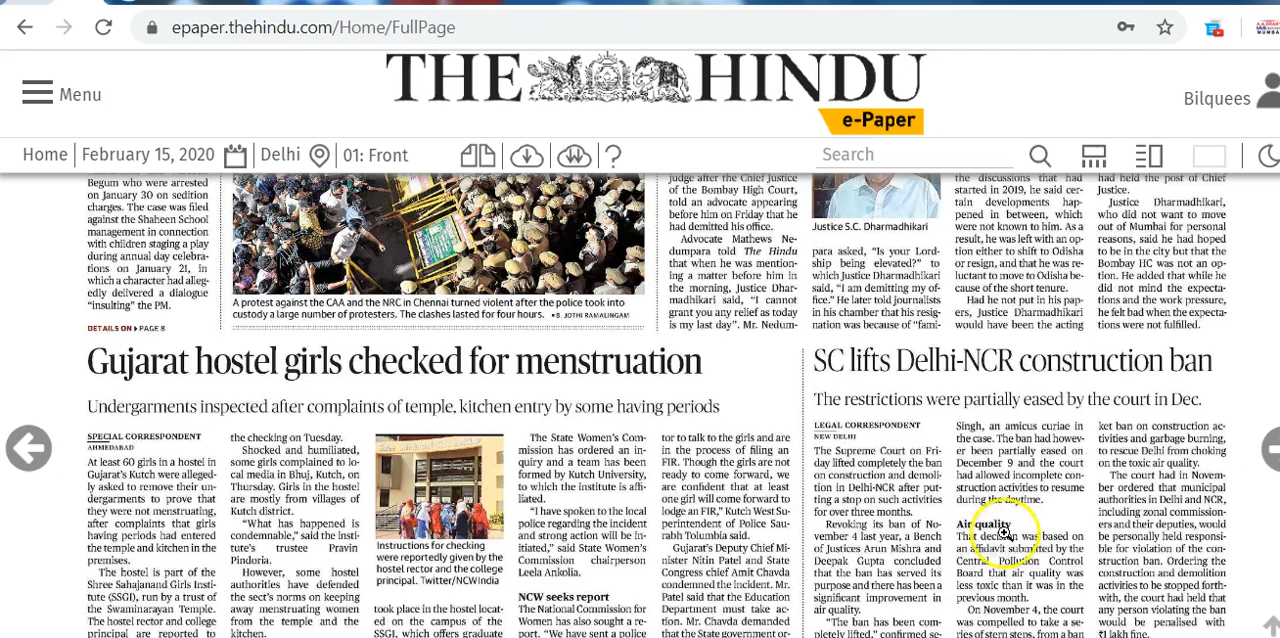 epaper.thehindu.com/Home/FullPage
THE HINDU
e-Paper
Menu
Bilquees
Home
February 15, 2020
Delhi
01: Front
?
Search
Begum who were arrested
on January 30 on sedition
charges. The case was filed
against the Shaheen School
management in connection
with children staging a play
during annual day celebra-
tions on January 21, in
which a character had alleg-
edly delivered a dialogue
“insulting” the PM.
DETAILS ON ▶ PAGE 8
A protest against the CAA and the NRC in Chennai turned violent after the police took into
custody a large number of protesters. The clashes lasted for four hours. • B. JOTHI RAMALINGAM
judge after the Chief Justice
of the Bombay High Court,
told an advocate appearing
before him on Friday that he
had demitted his office.
Advocate Mathews Ne-
dumpara told The Hindu
that when he was mention-
ing a matter before him in
the morning, Justice Dhar-
madhikari said, “I cannot
grant you any relief as today
is my last day”. Mr. Nedum-
Justice S.C. Dharmadhikari
para asked, “Is your Lord-
ship being elevated?” to
which Justice Dharmadhikari
said, “I am demitting my of-
fice.” He later told journalists
in his chamber that his resig-
nation was because of “fami-
the discussions that had
started in 2019, he said cer-
tain developments hap-
pened in between, which
were not known to him. As a
result, he was left with an op-
tion either to shift to Odisha
or resign, and that he was re-
luctant to move to Odisha be-
cause of the short tenure.
Had he not put in his pap-
ers, Justice Dharmadhikari
would have been the acting
had held the post of Chief
Justice.
Justice Dharmadhikari,
who did not want to move
out of Mumbai for personal
reasons, said he had hoped
to be in the city but that the
Bombay HC was not an op-
tion. He added that while he
did not mind the expecta-
tions and the work pressure,
he felt bad when the expecta-
tions were not fulfilled.
Gujarat hostel girls checked for menstruation
Undergarments inspected after complaints of temple, kitchen entry by some having periods
SPECIAL CORRESPONDENT
AHMEDABAD
At least 60 girls in a hostel in
Gujarat’s Kutch were alleged-
ly asked to remove their un-
dergarments to prove that
they were not menstruating,
after complaints that girls
having periods had entered
the temple and kitchen in the
premises.
The hostel is part of the
Shree Sahajanand Girls Insti-
tute (SSGI), run by a trust of
the Swaminarayan Temple.
The hostel rector and college
principal are reported to
the checking on Tuesday.
Shocked and humiliated,
some girls complained to lo-
cal media in Bhuj, Kutch, on
Thursday. Girls in the hostel
are mostly from villages of
Kutch district.
“What has happened is
condemnable,” said the insti-
tute’s trustee Pravin
Pindoria.
However, some hostel
authorities have defended
the sect’s norms on keeping
away menstruating women
from the temple and the
kitchen.
Instructions for checking
were reportedly given by the
hostel rector and the college
principal. Twitter/NCWIndia
took place in the hostel locat-
ed on the campus of the
SSGI, which offers graduate
The State Women’s Com-
mission has ordered an in-
quiry and a team has been
formed by Kutch University,
to which the institute is affi-
liated.
“I have spoken to the local
police regarding the incident
and strong action will be in-
itiated,” said State Women’s
Commission chairperson
Leela Ankolia.
NCW seeks report
The National Commission for
Women has also sought a re-
port. “We have sent a police
tor to talk to the girls and are
in the process of filing an
FIR. Though the girls are not
ready to come forward, we
are confident that at least
one girl will come forward to
lodge an FIR,” Kutch West Su-
perintendent of Police Sau-
rabh Tolumbia said.
Gujarat’s Deputy Chief Mi-
nister Nitin Patel and State
Congress chief Amit Chavda
condemned the incident. Mr.
Patel said that the Education
Department must take ac-
tion. Mr. Chavda demanded
that the State government or-
SC lifts Delhi-NCR construction ban
The restrictions were partially eased by the court in Dec.
LEGAL CORRESPONDENT
NEW DELHI
The Supreme Court on Fri-
day lifted completely the ban
on construction and demoli-
tion in Delhi-NCR after put-
ting a stop on such activities
for over three months.
Revoking its ban of No-
vember 4 last year, a Bench
of Justices Arun Mishra and
Deepak Gupta concluded
that the ban has served its
purpose and there has been a
significant improvement in
air quality.
“The ban has been com-
pletely lifted,” confirmed se-
Singh, an amicus curiae in
the case. The ban had howev-
er been partially eased on
December 9 and the court
had allowed incomplete con-
struction activities to resume
during the daytime.
Air quality
That decision was based on
an affidavit submitted by the
Central Pollution Control
Board that air quality was
less toxic than it was in the
previous month.
On November 4, the court
was compelled to take a se-
ries of stern steps, from a ban
ket ban on construction ac-
tivities and garbage burning,
to rescue Delhi from choking
on the toxic air quality.
The court had in Novem-
ber ordered that municipal
authorities in Delhi and NCR,
including zonal commission-
ers and their deputies, would
be personally held respon-
sible for violation of the con-
struction ban. Ordering the
construction and demolition
activities to be stopped forth-
with, the court had held that
any person violating the ban
would be penalised with
₹1 lakh fine.